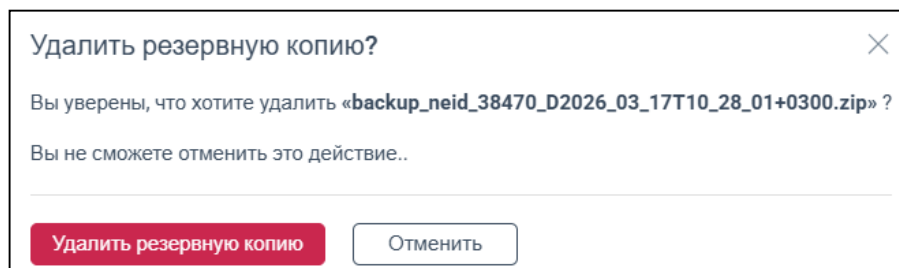 Удалить резервную копию?
Вы уверены, что хотите удалить «backup_neid_38470_D2026_03_17T10_28_01+0300.zip» ?
Вы не сможете отменить это действие..
Удалить резервную копию
Отменить